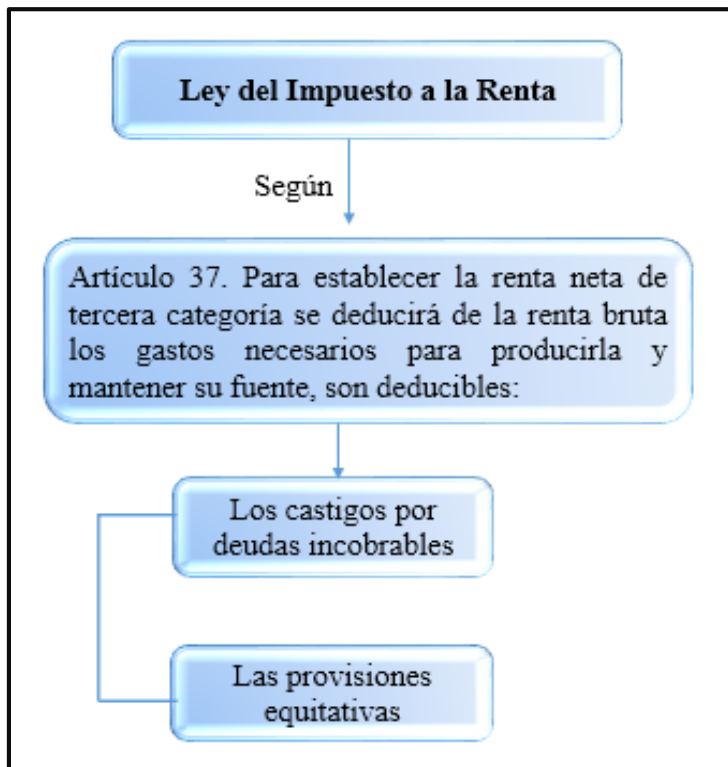 Ley del Impuesto a la Renta
Según
Artículo 37. Para establecer la renta neta de
tercera categoría se deducirá de la renta bruta
los gastos necesarios para producirla y
mantener su fuente, son deducibles:
Los castigos por
deudas incobrables
Las provisiones
equitativas